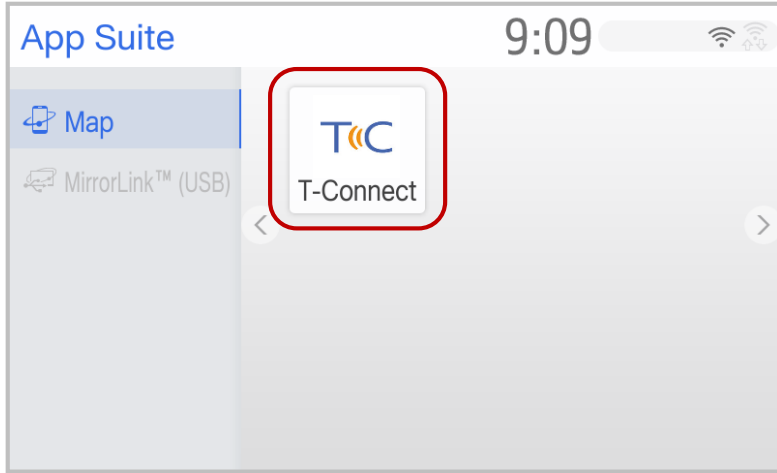 App Suite 9:09
Map
MirrorLink™ (USB)
T((C
T-Connect